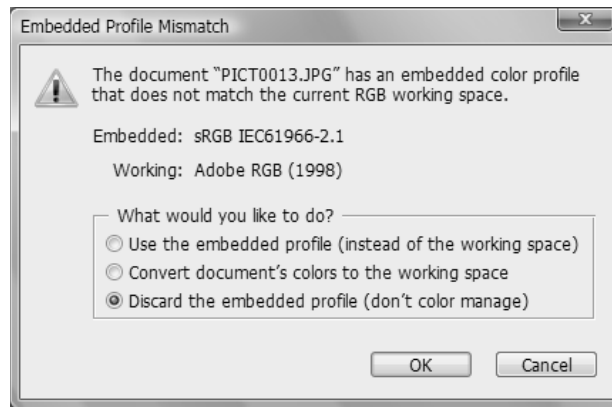 Embedded Profile Mismatch
The document “PICT0013.JPG” has an embedded color profile
that does not match the current RGB working space.
Embedded: sRGB IEC61966-2.1
Working: Adobe RGB (1998)
What would you like to do?
Use the embedded profile (instead of the working space)
Convert document’s colors to the working space
Discard the embedded profile (don’t color manage)
OK Cancel